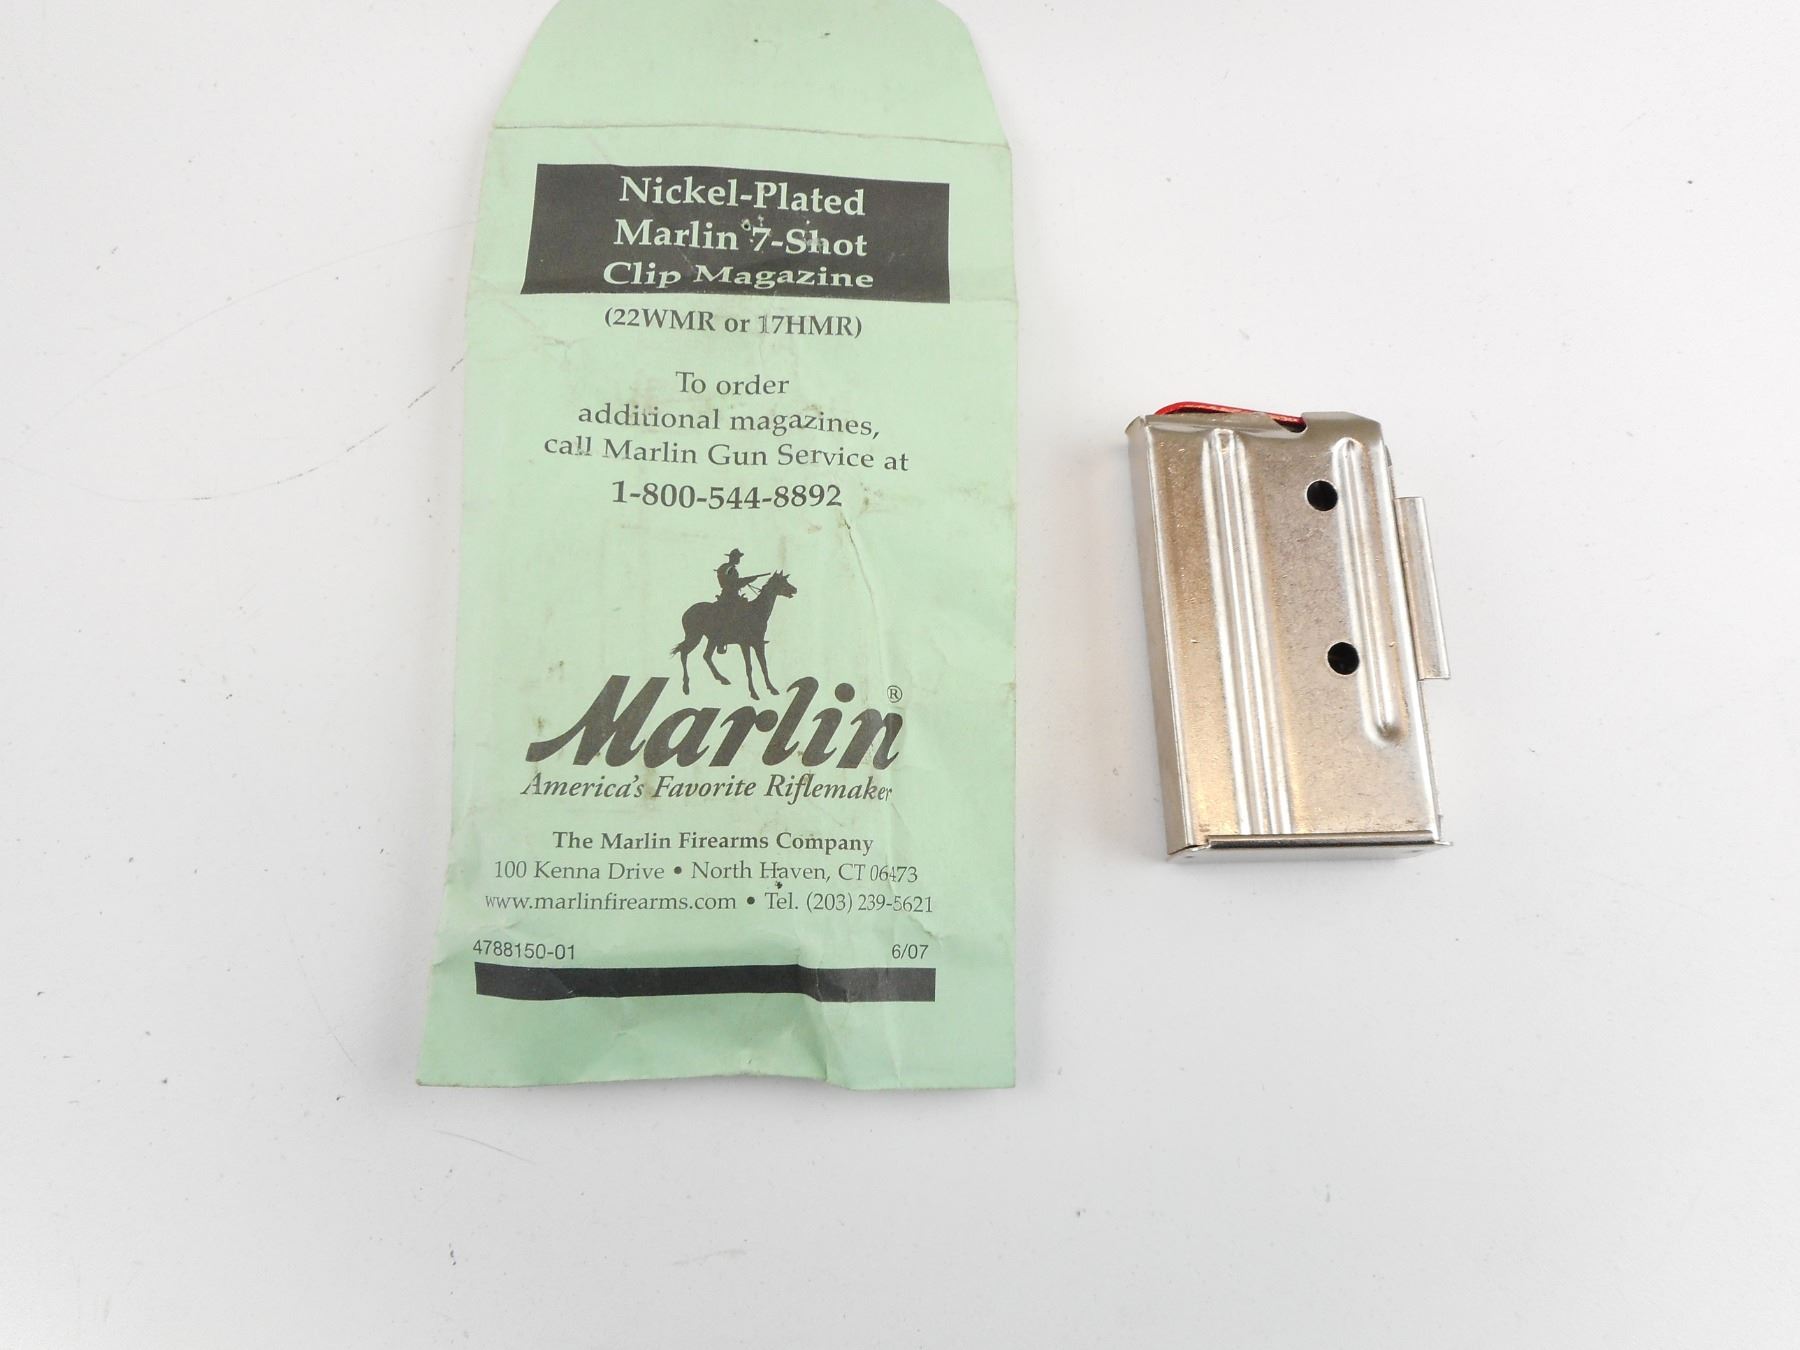 Nickel-Plated
Marlin® 7-Shot
Clip Magazine
(22WMR or 17HMR)
To order
additional magazines,
call Marlin Gun Service at
1-800-544-8892
Marlin®
America's Favorite Riflemaker
The Marlin Firearms Company
100 Kenna Drive • North Haven, CT 06473
www.marlinfirearms.com • Tel. (203) 239-5621
4788150-01 6/07